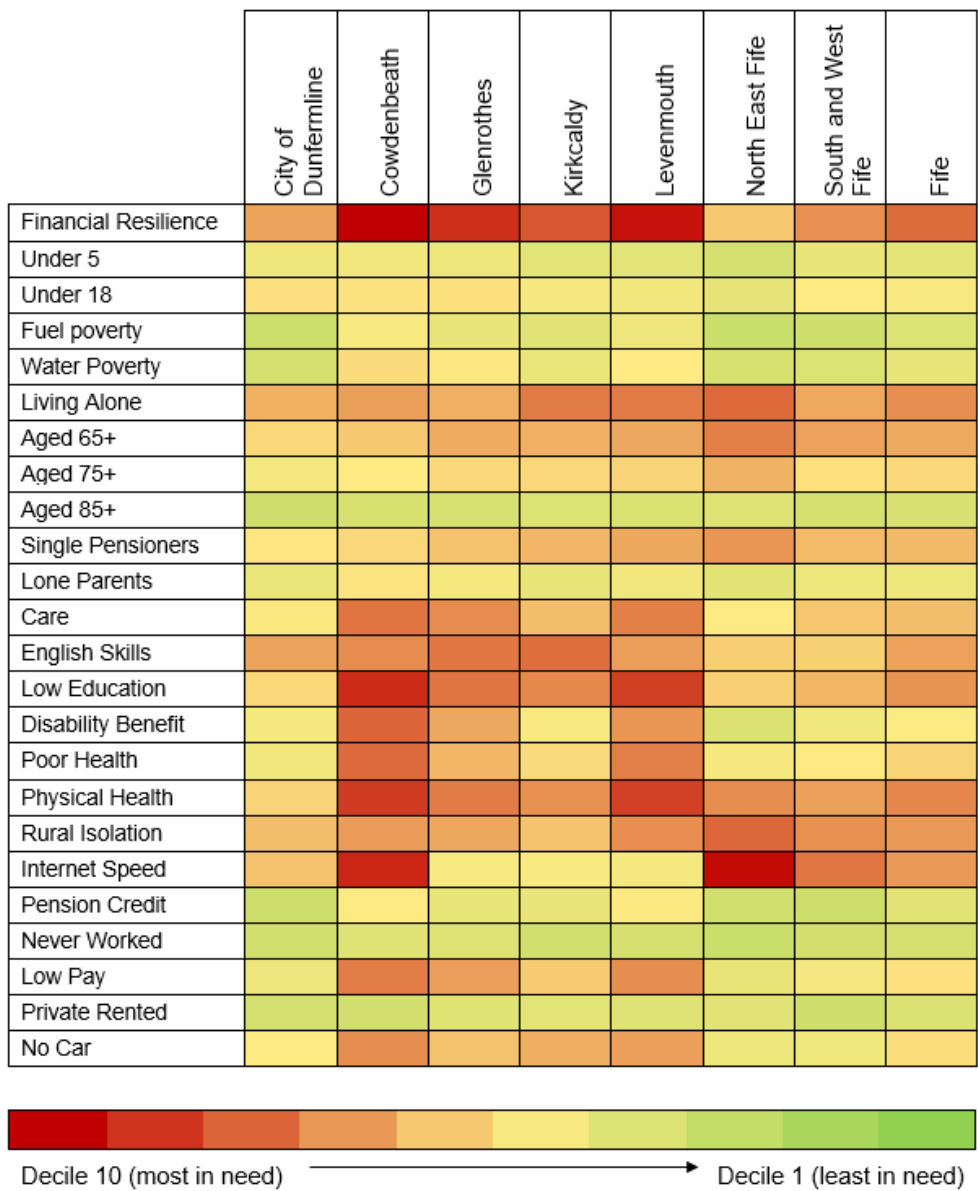 City of
Dunfermline
Cowdenbeath
Glenrothes
Kirkcaldy
Levenmouth
North East Fife
South and West
Fife
Fife
Financial Resilience
Under 5
Under 18
Fuel poverty
Water Poverty
Living Alone
Aged 65+
Aged 75+
Aged 85+
Single Pensioners
Lone Parents
Care
English Skills
Low Education
Disability Benefit
Poor Health
Physical Health
Rural Isolation
Internet Speed
Pension Credit
Never Worked
Low Pay
Private Rented
No Car
Decile 10 (most in need)
Decile 1 (least in need)